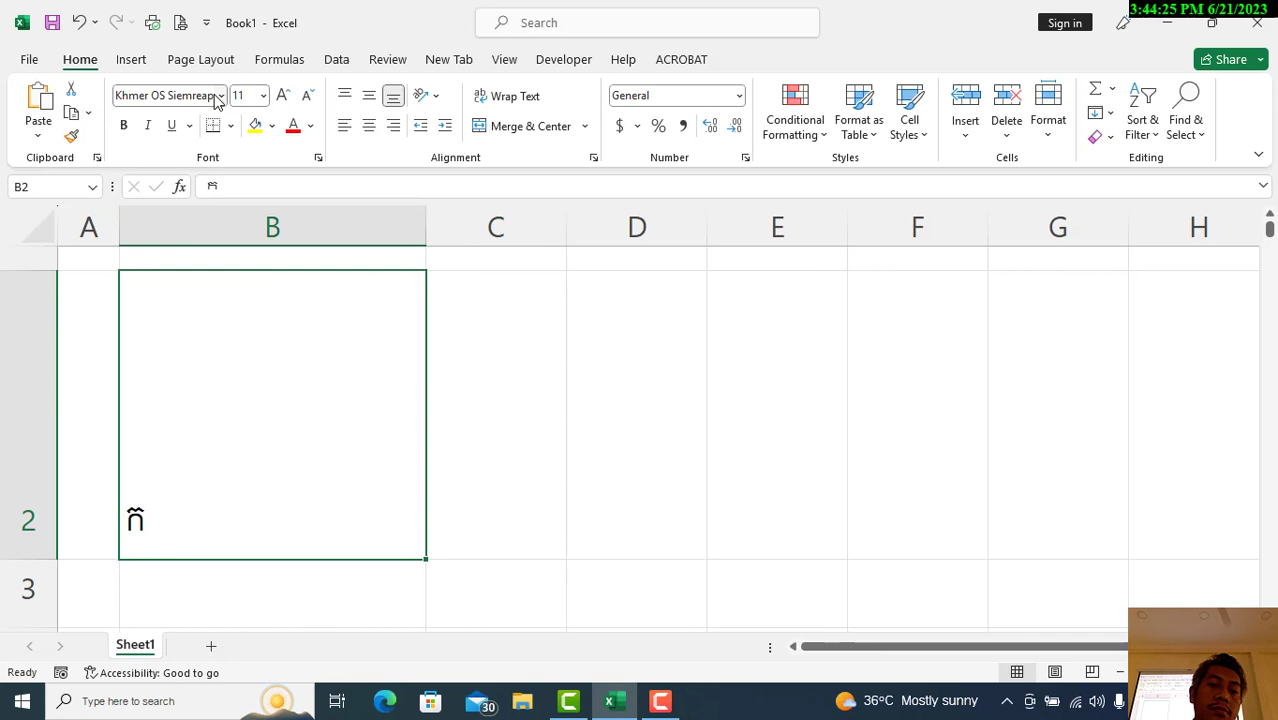 3:44:25 PM 6/21/2023
Book1 - Excel
Search
Sign in
File Home Insert Page Layout Formulas Data Review New Tab View Developer Help ACROBAT
Share
Paste
Khmer OS Siemreap 11
B I U
Wrap Text
Merge & Center
General
$ % ,
Conditional Formatting
Format as Table
Cell Styles
Insert Delete Format
Sort & Filter
Find & Select
Clipboard Font Alignment Number Styles Cells Editing
B2
ñ
A B C D E F G H
2
3
Sheet1
Ready
Accessibility: Good to go
Type here to search
30
36°C Mostly sunny